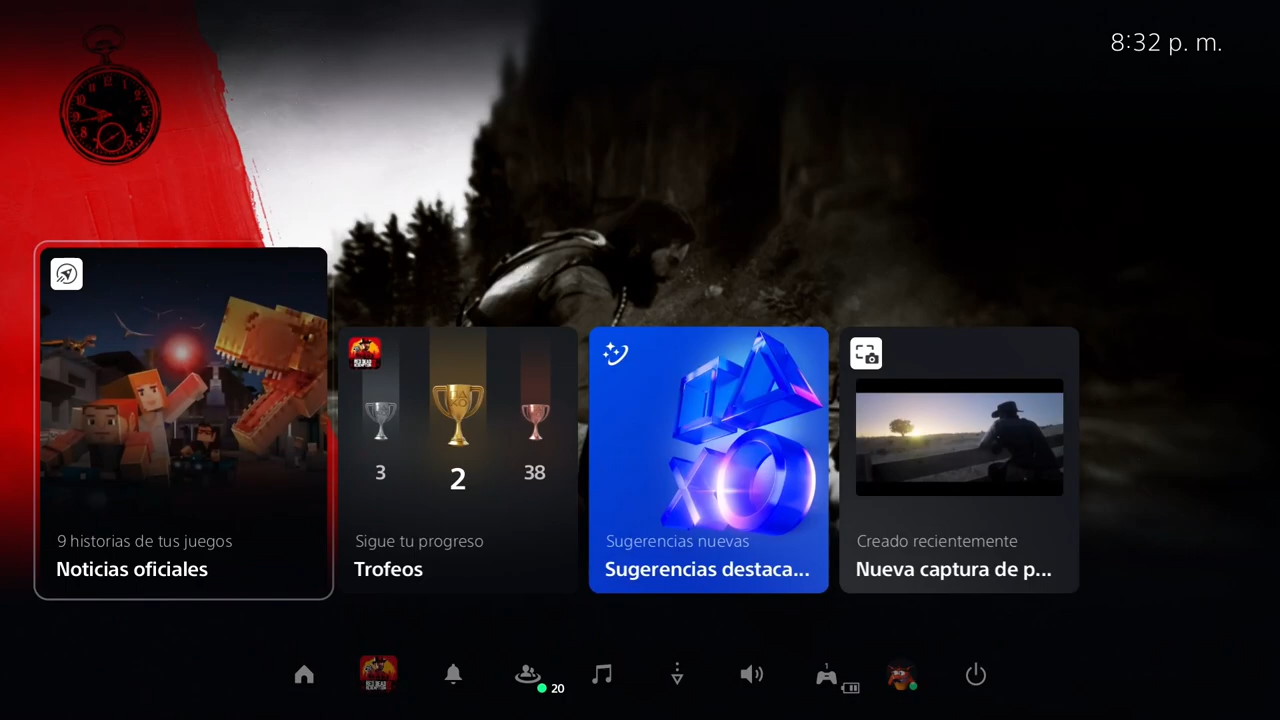 8:32 p. m.
9 historias de tus juegos
Noticias oficiales
3
2
38
Sigue tu progreso
Trofeos
Sugerencias nuevas
Sugerencias destaca...
Creado recientemente
Nueva captura de p...
20
1